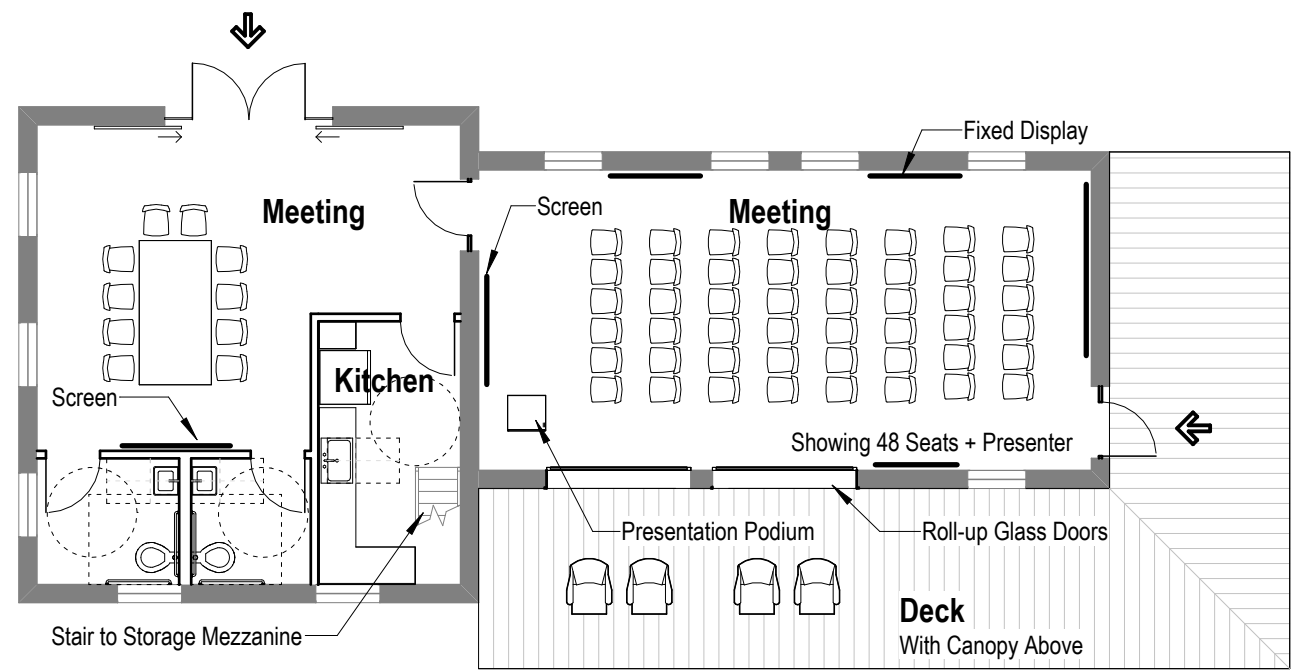 Fixed Display
Meeting
Screen
Meeting
Kitchen
Screen
Showing 48 Seats + Presenter
Presentation Podium
Roll-up Glass Doors
Deck
With Canopy Above
Stair to Storage Mezzanine